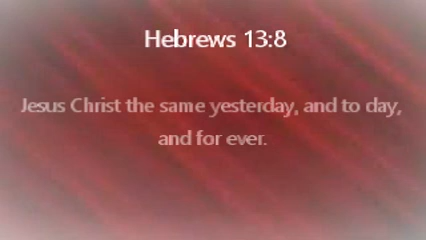 Hebrews 13:8
Jesus Christ the same yesterday, and to day,
and for ever.